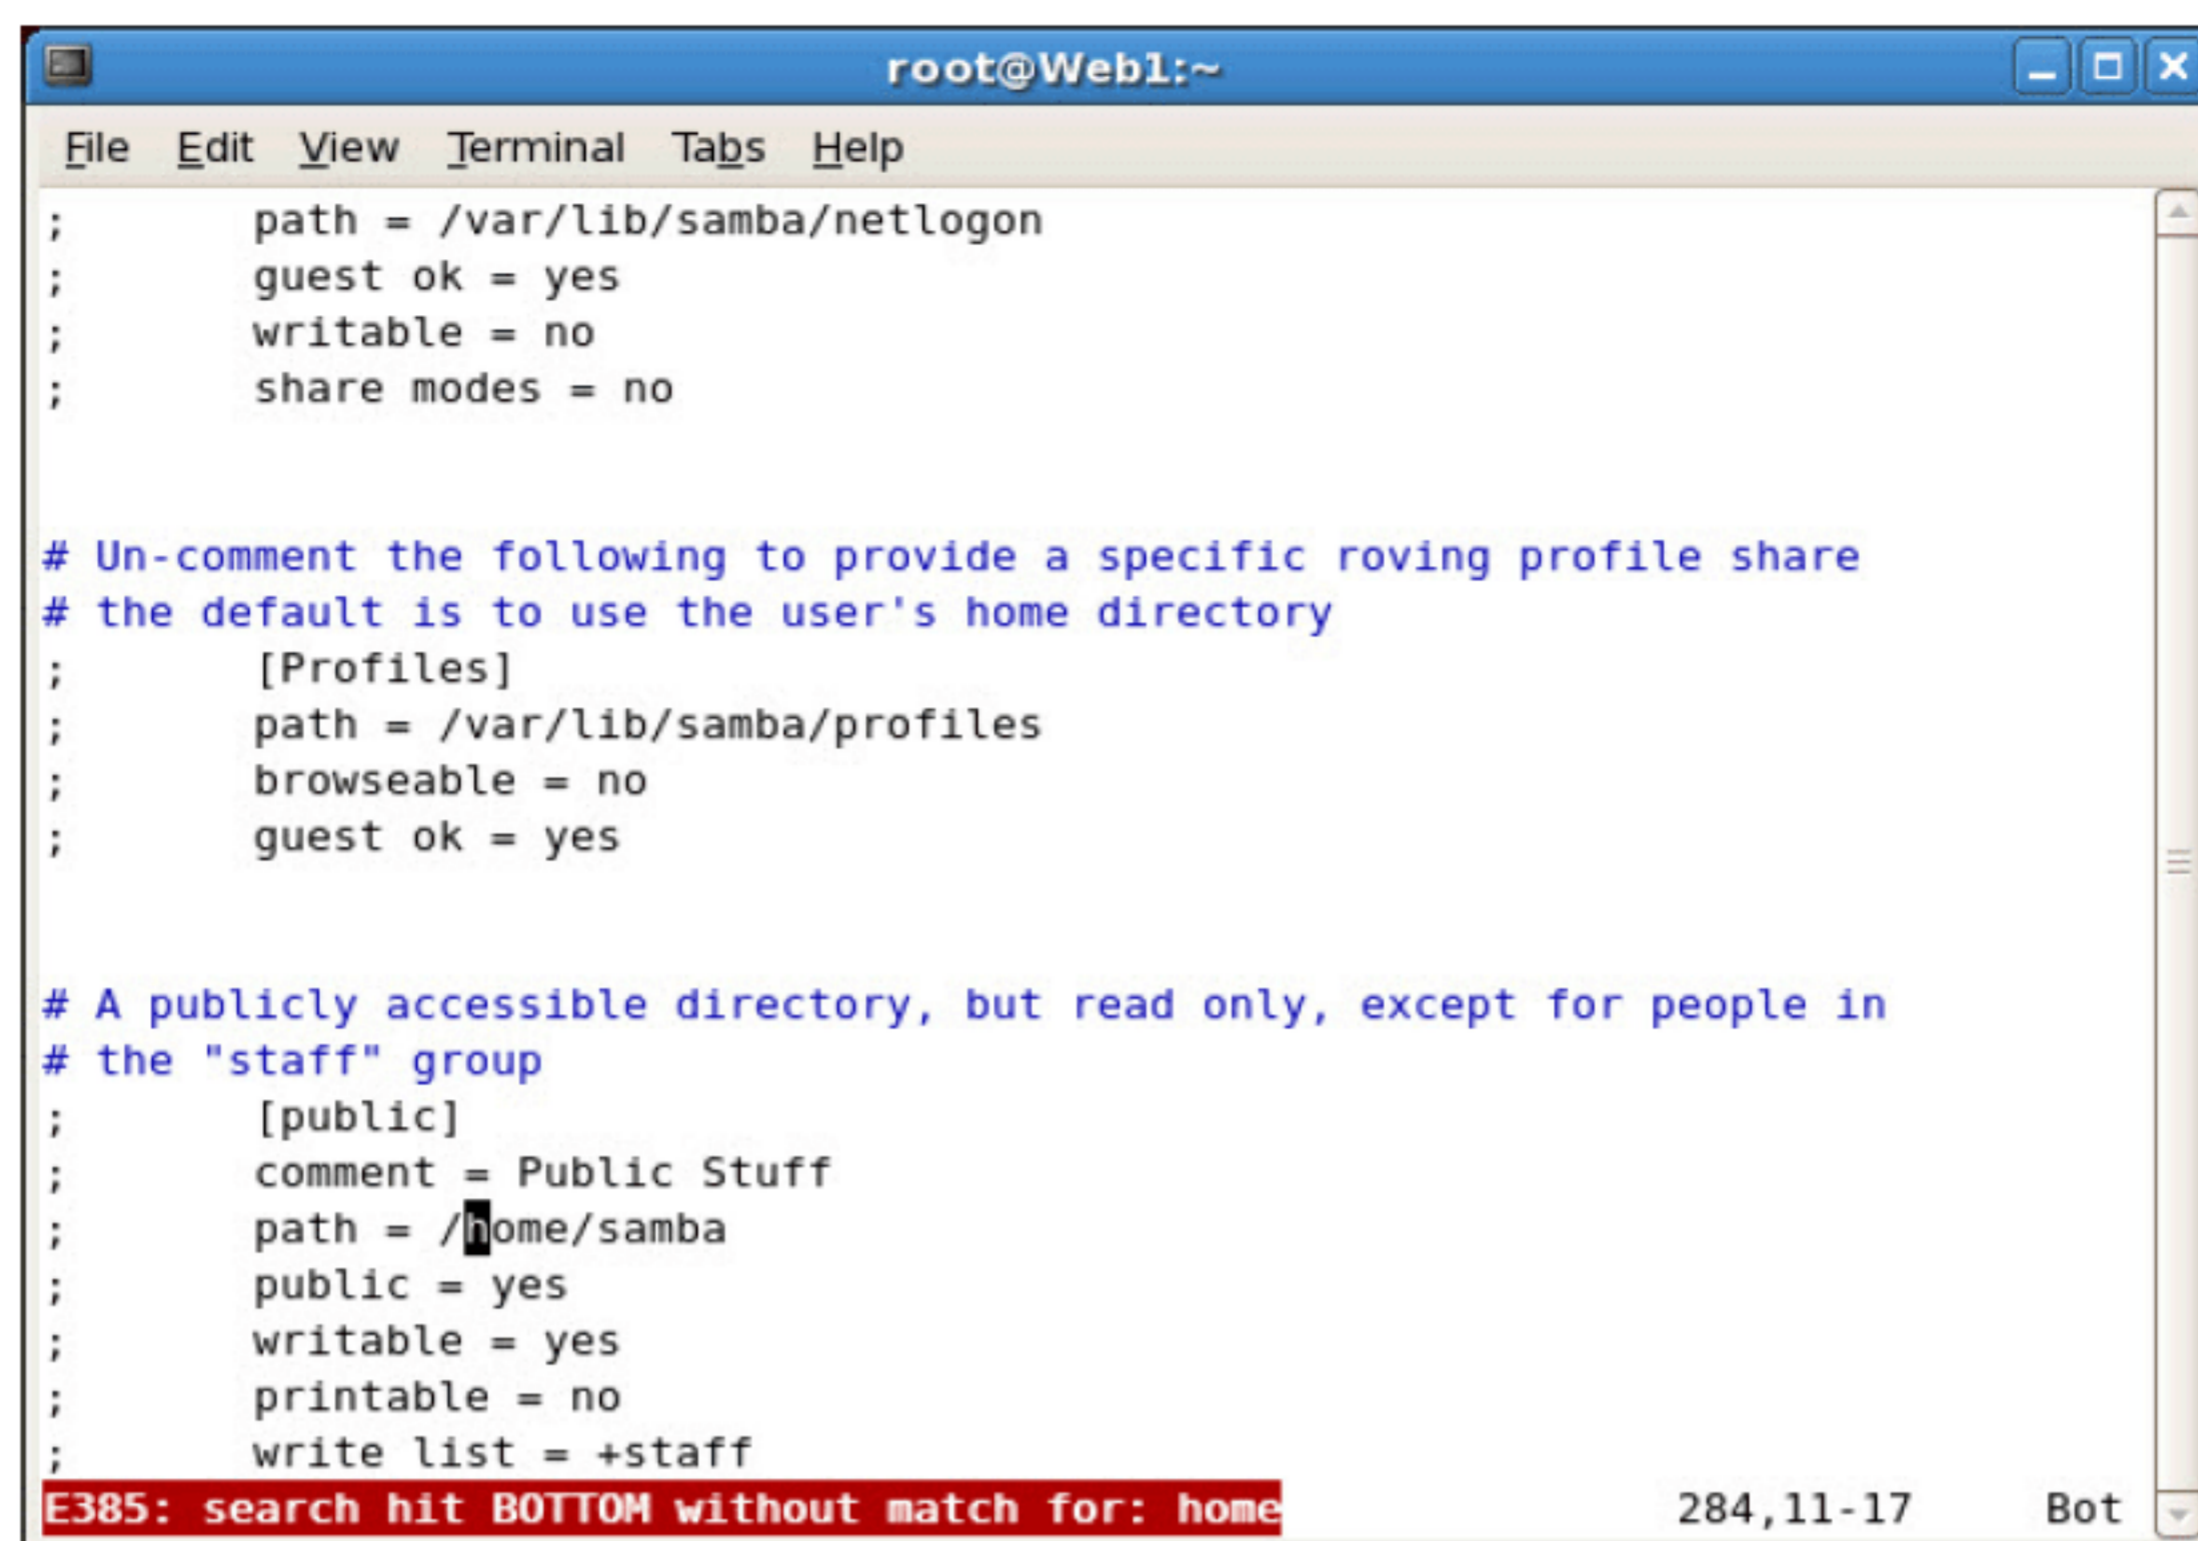 root@Web1:~
File Edit View Terminal Tabs Help
; path = /var/lib/samba/netlogon
; guest ok = yes
; writable = no
; share modes = no
# Un-comment the following to provide a specific roving profile share
# the default is to use the user's home directory
; [Profiles]
; path = /var/lib/samba/profiles
; browseable = no
; guest ok = yes
# A publicly accessible directory, but read only, except for people in
# the "staff" group
; [public]
; comment = Public Stuff
; path = /home/samba
; public = yes
; writable = yes
; printable = no
; write list = +staff
E385: search hit BOTTOM without match for: home 284,11-17 Bot